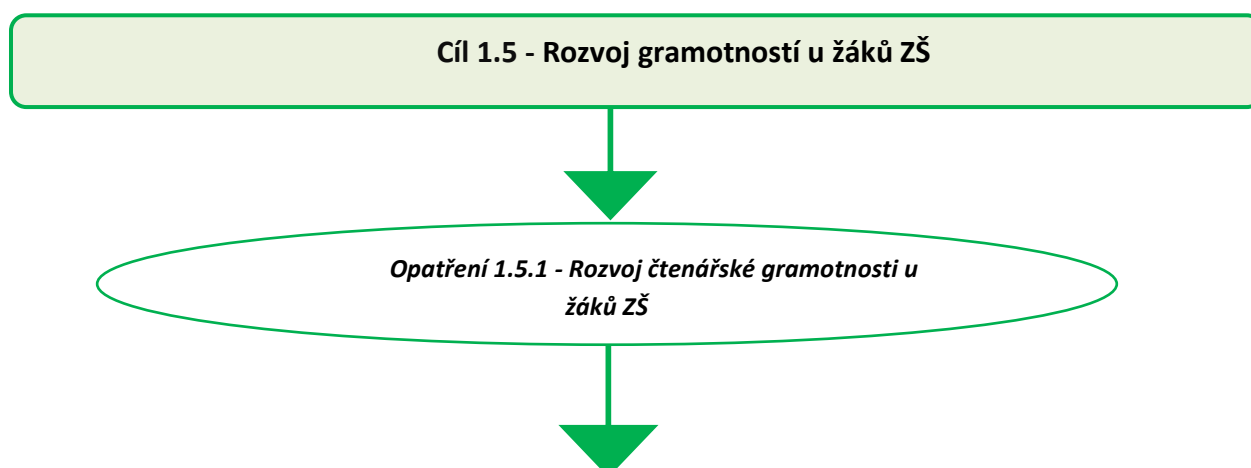 Cíl 1.5 - Rozvoj gramotností u žáků ZŠ
Opatření 1.5.1 - Rozvoj čtenářské gramotnosti u
žáků ZŠ